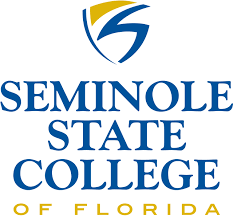 SEMINOLE
STATE
COLLEGE
OF FLORIDA